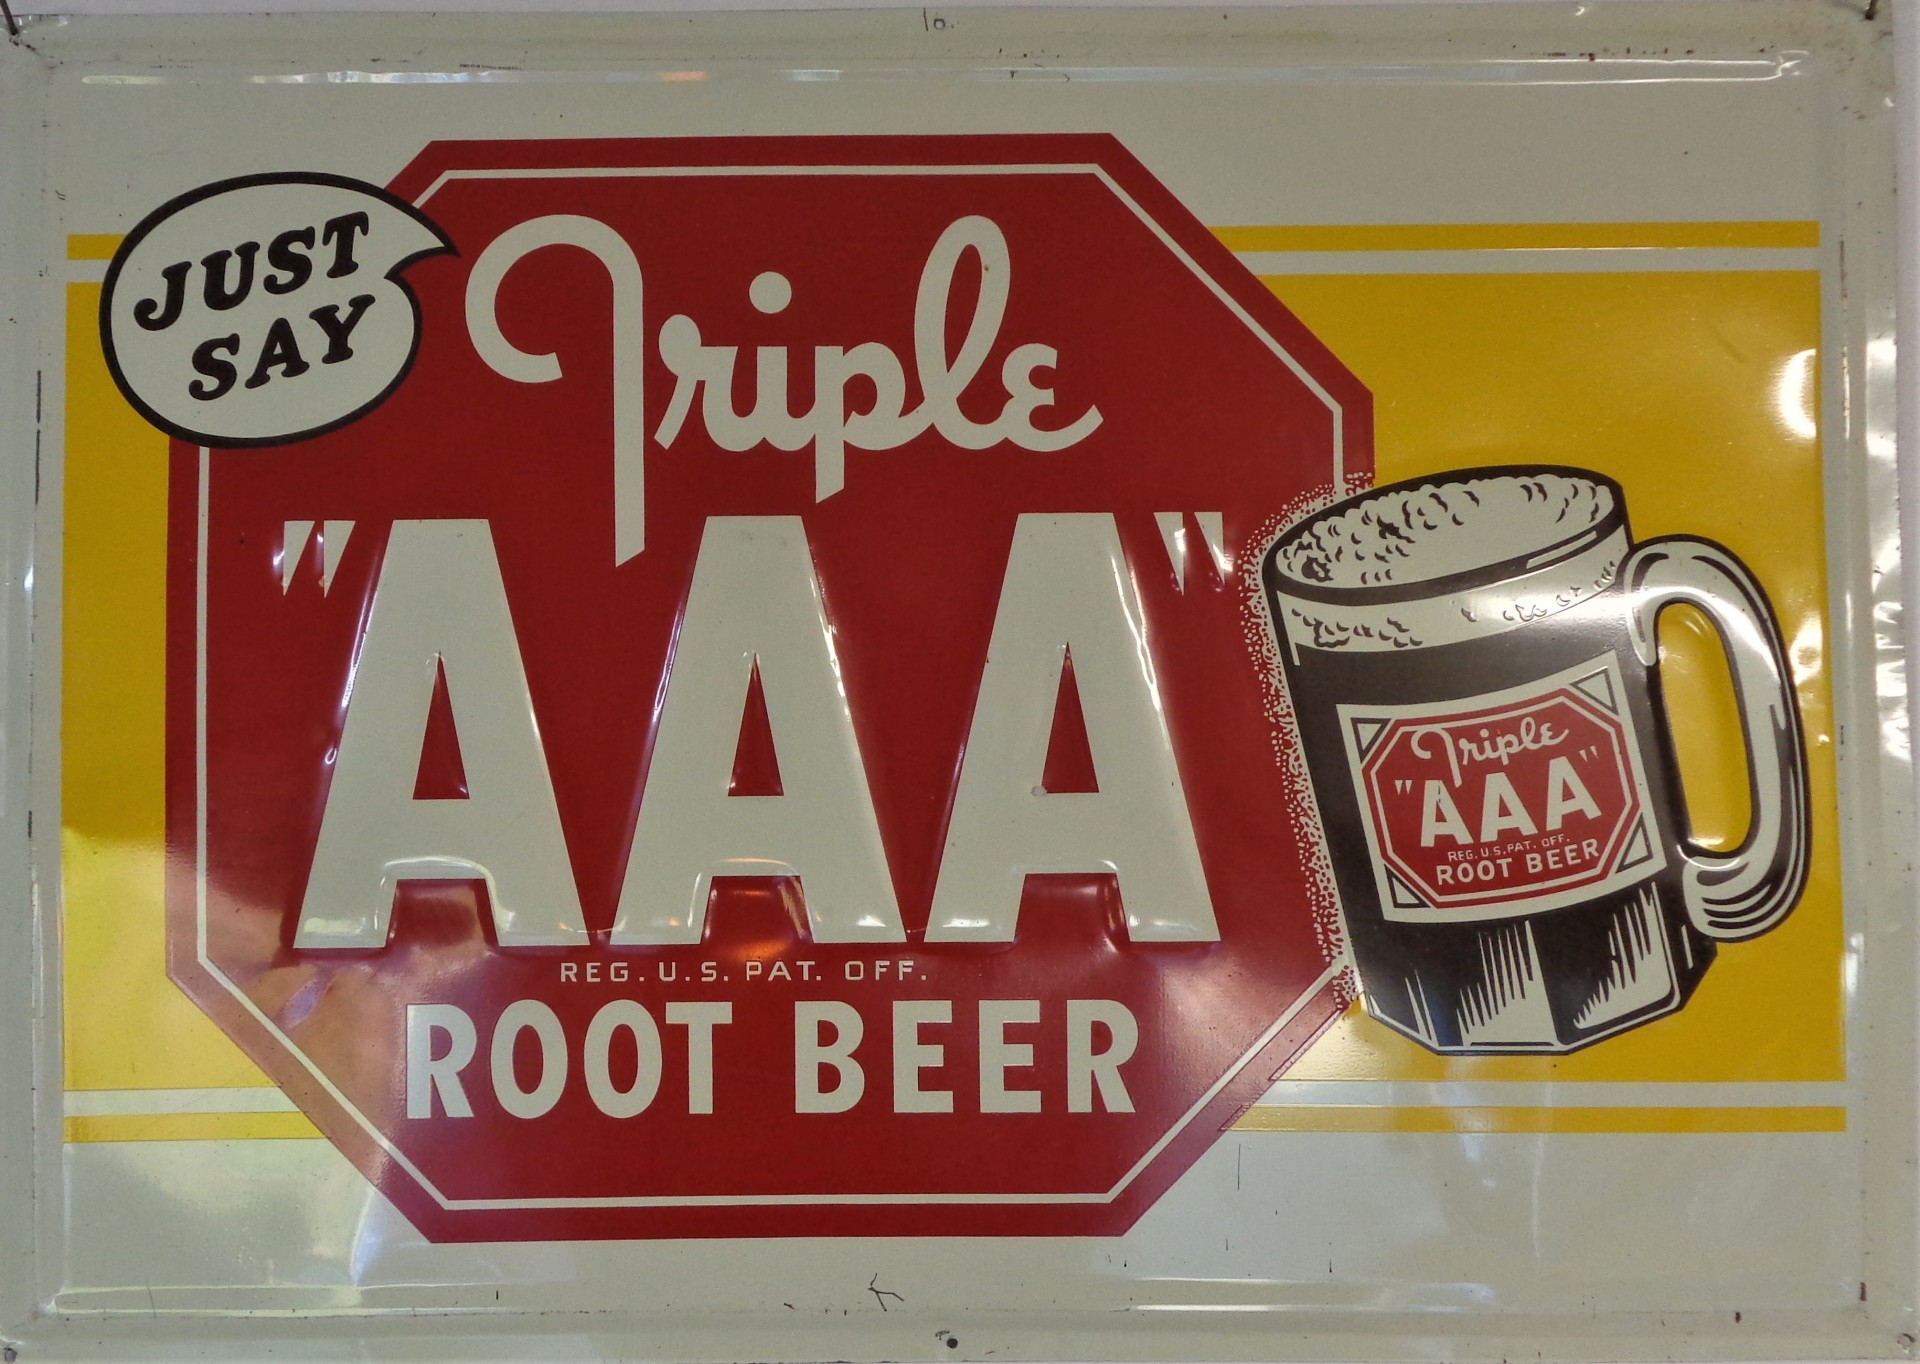 JUST
SAY
Triple
"AAA"
REG. U.S. PAT. OFF.
ROOT BEER
Triple
"AAA"
REG. U.S. PAT. OFF.
ROOT BEER